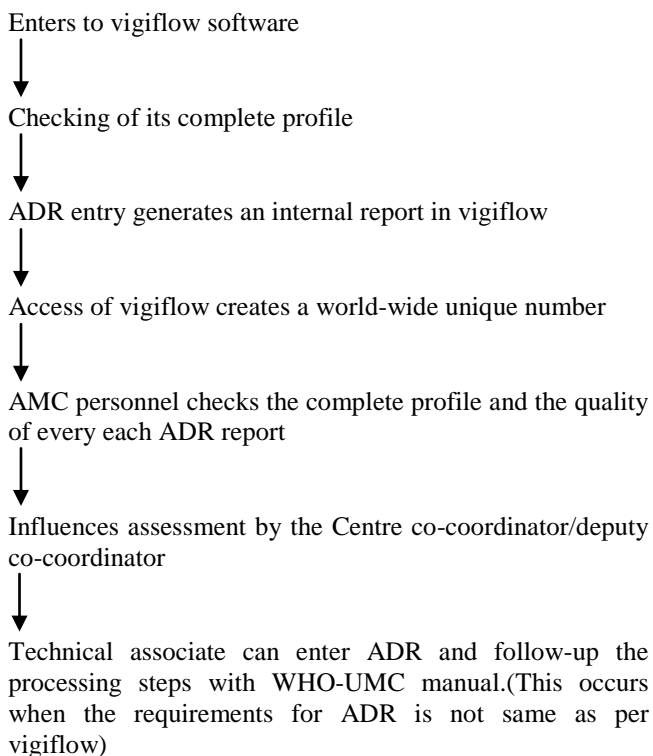 Enters to vigiflow software
Checking of its complete profile
ADR entry generates an internal report in vigiflow
Access of vigiflow creates a world-wide unique number
AMC personnel checks the complete profile and the quality
of every each ADR report
Influences assessment by the Centre co-coordinator/deputy
co-coordinator
Technical associate can enter ADR and follow-up the
processing steps with WHO-UMC manual.(This occurs
when the requirements for ADR is not same as per
vigiflow)